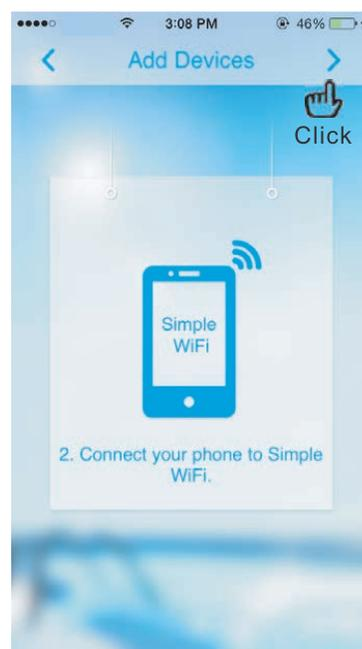 3:08 PM 46%
Add Devices
Click
Simple
WiFi
2. Connect your phone to Simple
WiFi.